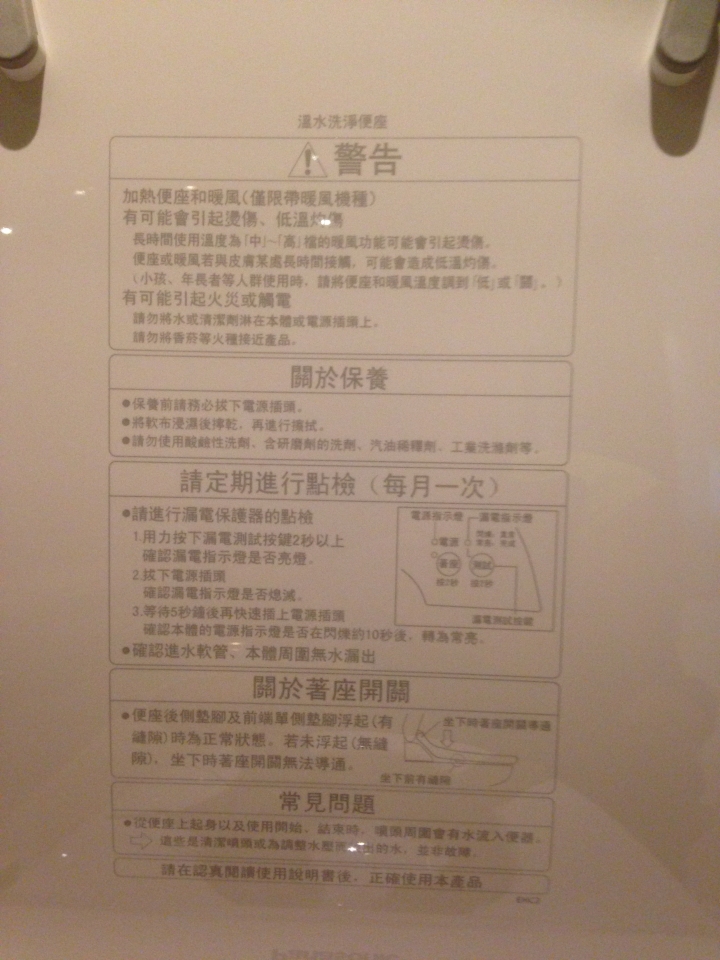 溫水洗淨便座
警告
加熱便座和暖風(僅限帶暖風機種)
有可能會引起燙傷、低溫灼傷
長時間使用溫度為「中」~「高」檔的暖風功能可能會引起燙傷。
便座或暖風若與皮膚某處長時間接觸,可能會造成低溫灼傷。
(小孩、年長者等人群使用時,請將便座和暖風溫度調到「低」或「關」。)
有可能引起火災或觸電
請勿將水或清潔劑淋在本體或電源插頭上。
請勿將香菸等火種接近產品。
關於保養
●保養前請務必拔下電源插頭。
●將軟布浸濕後擰乾,再進行擦拭。
●請勿使用酸鹼性洗劑、含研磨劑的洗劑、汽油稀釋劑、工業洗滌劑等。
請定期進行點檢(每月一次)
●請進行漏電保護器的點檢
1.用力按下漏電測試按鍵2秒以上
確認漏電指示燈是否亮燈。
2.拔下電源插頭
確認漏電指示燈是否熄滅。
3.等待5秒鐘後再快速插上電源插頭
確認本體的電源指示燈是否在閃爍約10秒後,轉為常亮。
●確認進水軟管、本體周圍無水漏出
電源指示燈
漏電指示燈
電源
測試
漏電測試按鍵
關於著座開關
●便座後側墊腳及前端單側墊腳浮起(有
縫隙)時為正常狀態。若未浮起(無縫
隙),坐下時著座開關無法導通。
坐下時著座開關導通
坐下前有縫隙
常見問題
●從便座上起身以及使用開始、結束時,噴頭周圍會有水流入便器。
這些是清潔噴頭或為調整水壓而流出的水,並非故障。
請在認真閱讀使用說明書後,正確使用本產品